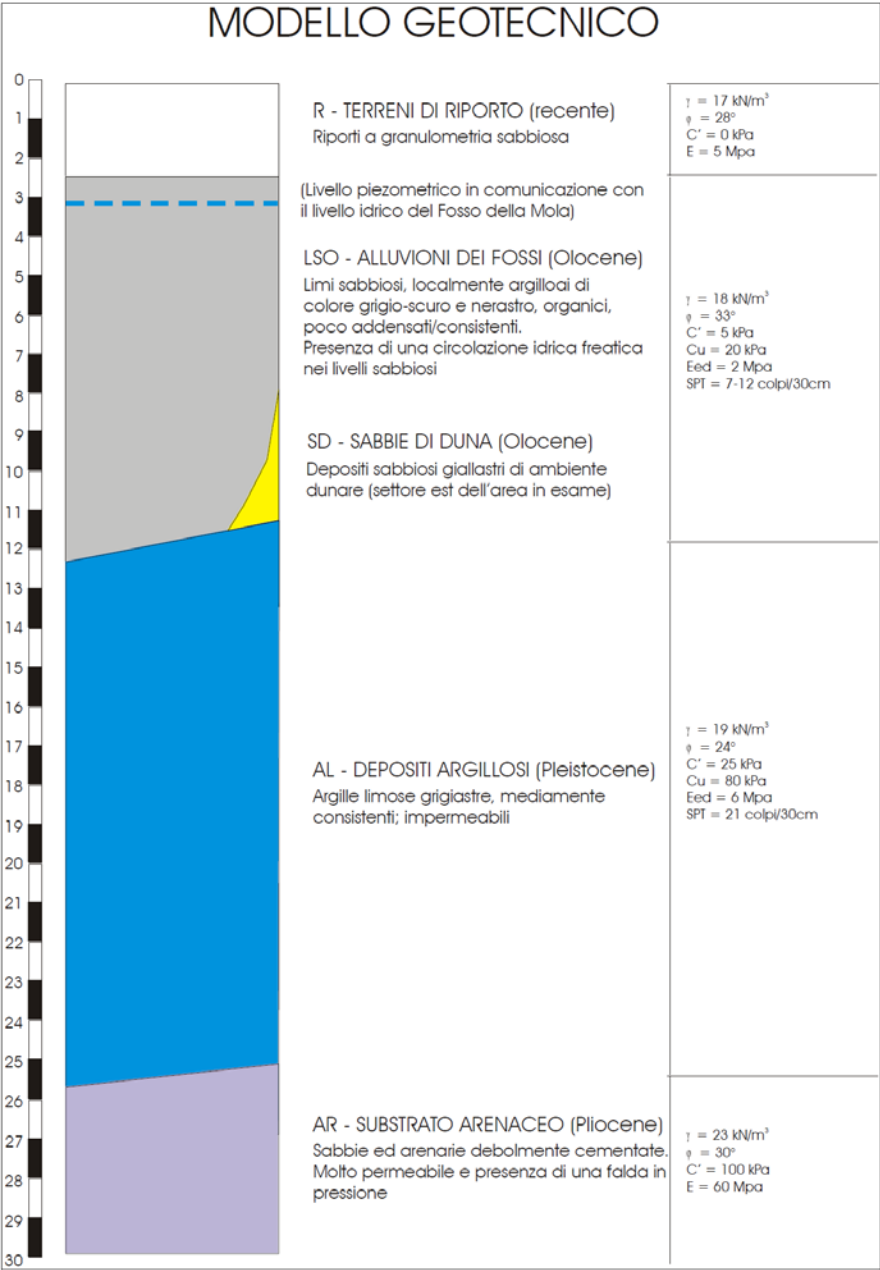 MODELLO GEOTECNICO
0
1
2
3
4
5
6
7
8
9
10
11
12
13
14
15
16
17
18
19
20
21
22
23
24
25
26
27
28
29
30
R - TERRENI DI RIPORTO (recente)
Riporti a granulometria sabbiosa
(Livello piezometrico in comunicazione con
il livello idrico del Fosso della Mola)
LSO - ALLUVIONI DEI FOSSI (Olocene)
Limi sabbiosi, localmente argilloai di
colore grigio-scuro e nerastro, organici,
poco addensati/consistenti.
Presenza di una circolazione idrica freatica
nei livelli sabbiosi
SD - SABBIE DI DUNA (Olocene)
Depositi sabbiosi giallastri di ambiente
dunare (settore est dell'area in esame)
AL - DEPOSITI ARGILLOSI (Pleistocene)
Argille limose grigiastre, mediamente
consistenti; impermeabili
AR - SUBSTRATO ARENACEO (Pliocene)
Sabbie ed arenarie debolmente cementate.
Molto permeabile e presenza di una falda in
pressione
γ = 17 kN/m³
φ = 28°
C' = 0 kPa
E = 5 Mpa
γ = 18 kN/m³
φ = 33°
C' = 5 kPa
Cu = 20 kPa
Eed = 2 Mpa
SPT = 7-12 colpi/30cm
γ = 19 kN/m³
φ = 24°
C' = 25 kPa
Cu = 80 kPa
Eed = 6 Mpa
SPT = 21 colpi/30cm
γ = 23 kN/m³
φ = 30°
C' = 100 kPa
E = 60 Mpa